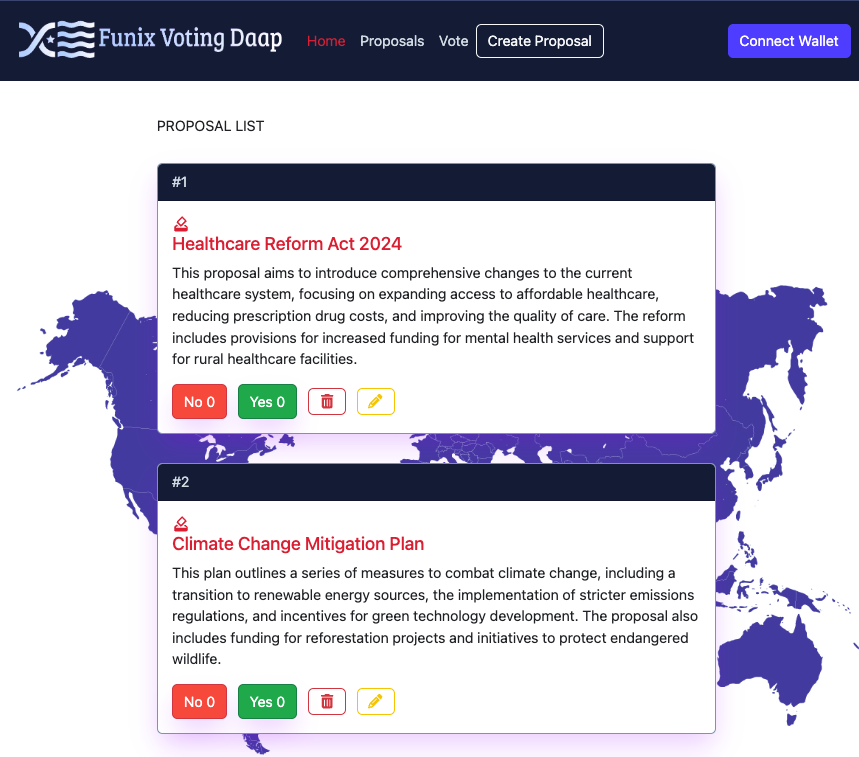 Funix Voting Daap Home Proposals Vote Create Proposal Connect Wallet
PROPOSAL LIST
#1
Healthcare Reform Act 2024
This proposal aims to introduce comprehensive changes to the current
healthcare system, focusing on expanding access to affordable healthcare,
reducing prescription drug costs, and improving the quality of care. The reform
includes provisions for increased funding for mental health services and support
for rural healthcare facilities.
No 0 Yes 0
#2
Climate Change Mitigation Plan
This plan outlines a series of measures to combat climate change, including a
transition to renewable energy sources, the implementation of stricter emissions
regulations, and incentives for green technology development. The proposal also
includes funding for reforestation projects and initiatives to protect endangered
wildlife.
No 0 Yes 0